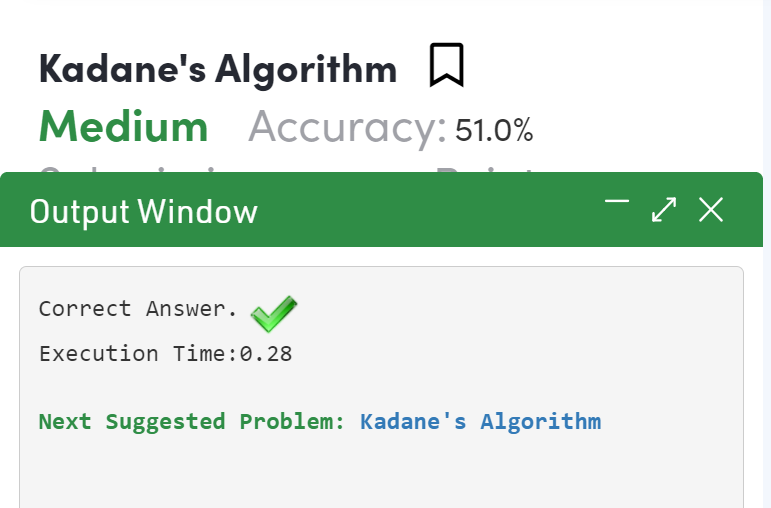 Kadane's Algorithm
Medium Accuracy: 51.0%
Output Window
Correct Answer.
Execution Time:0.28
Next Suggested Problem: Kadane's Algorithm